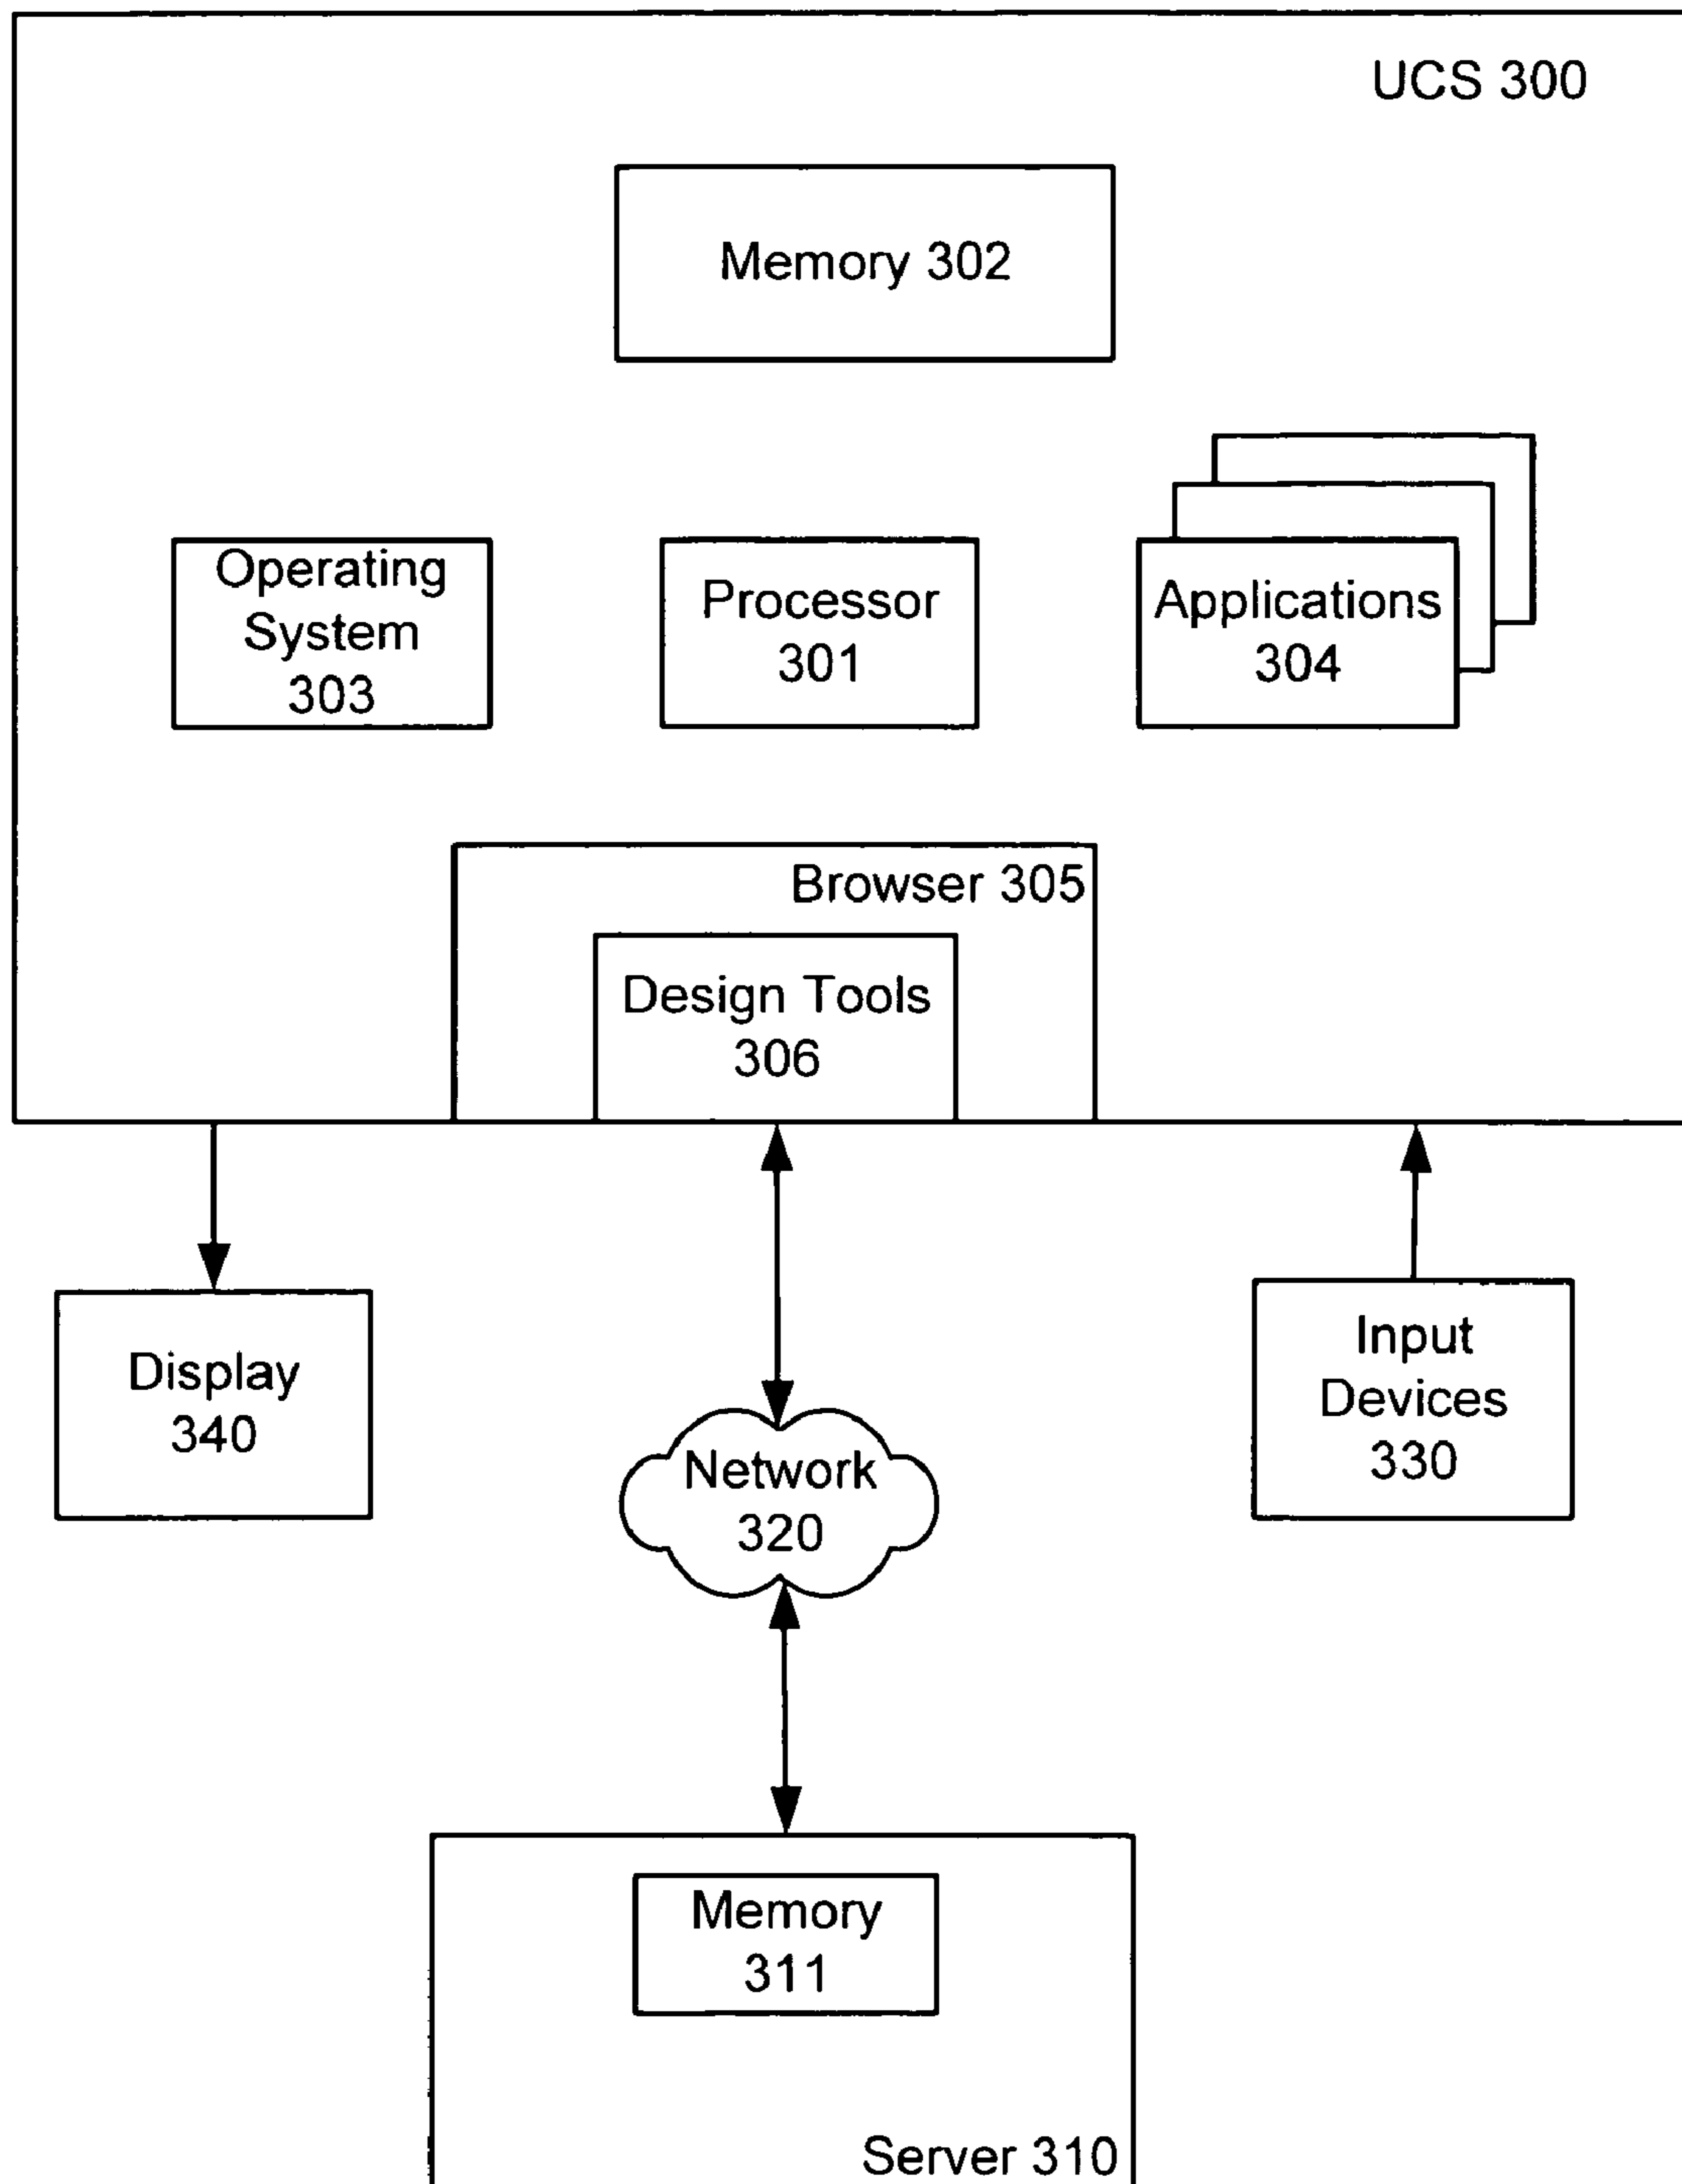 UCS 300
Memory 302
Operating
System
303
Processor
301
Applications
304
Browser 305
Design Tools
306
Display
340
Network
320
Input
Devices
330
Memory
311
Server 310